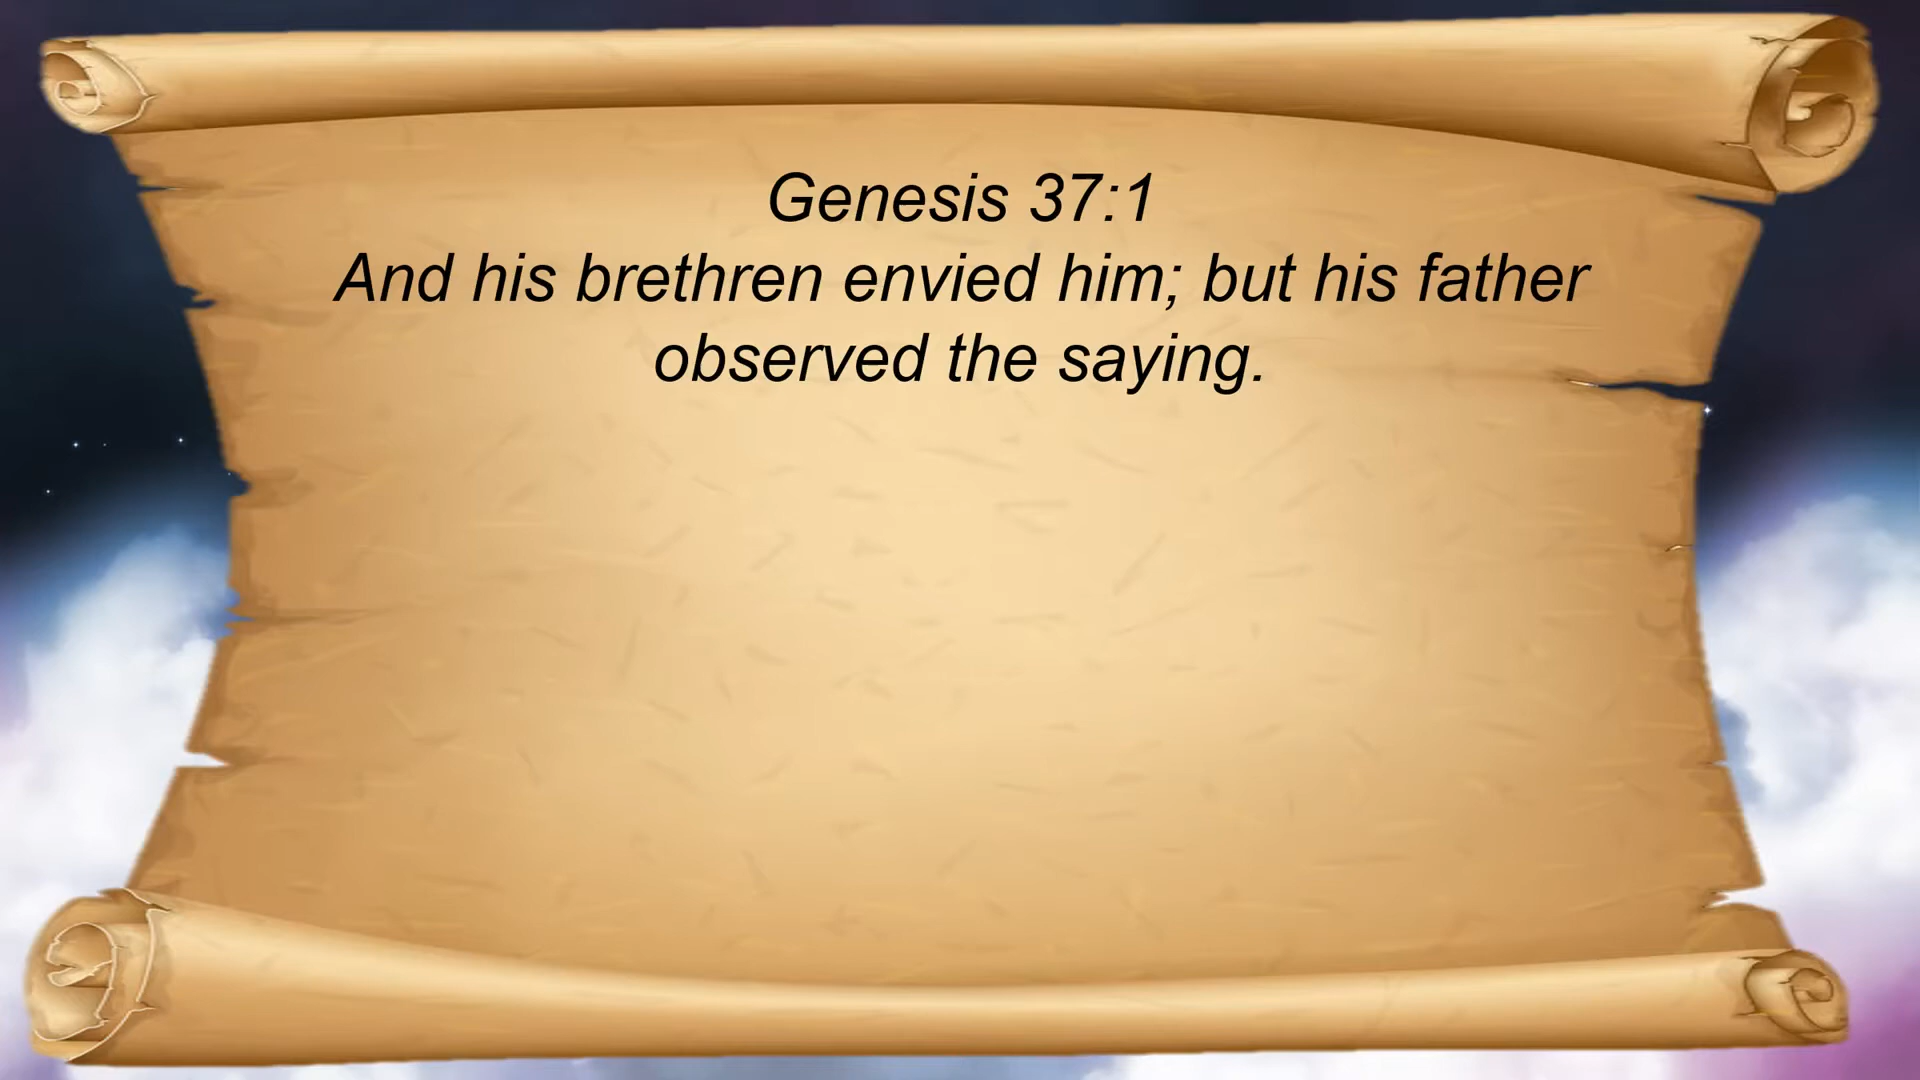 Genesis 37:1
And his brethren envied him; but his father
observed the saying.